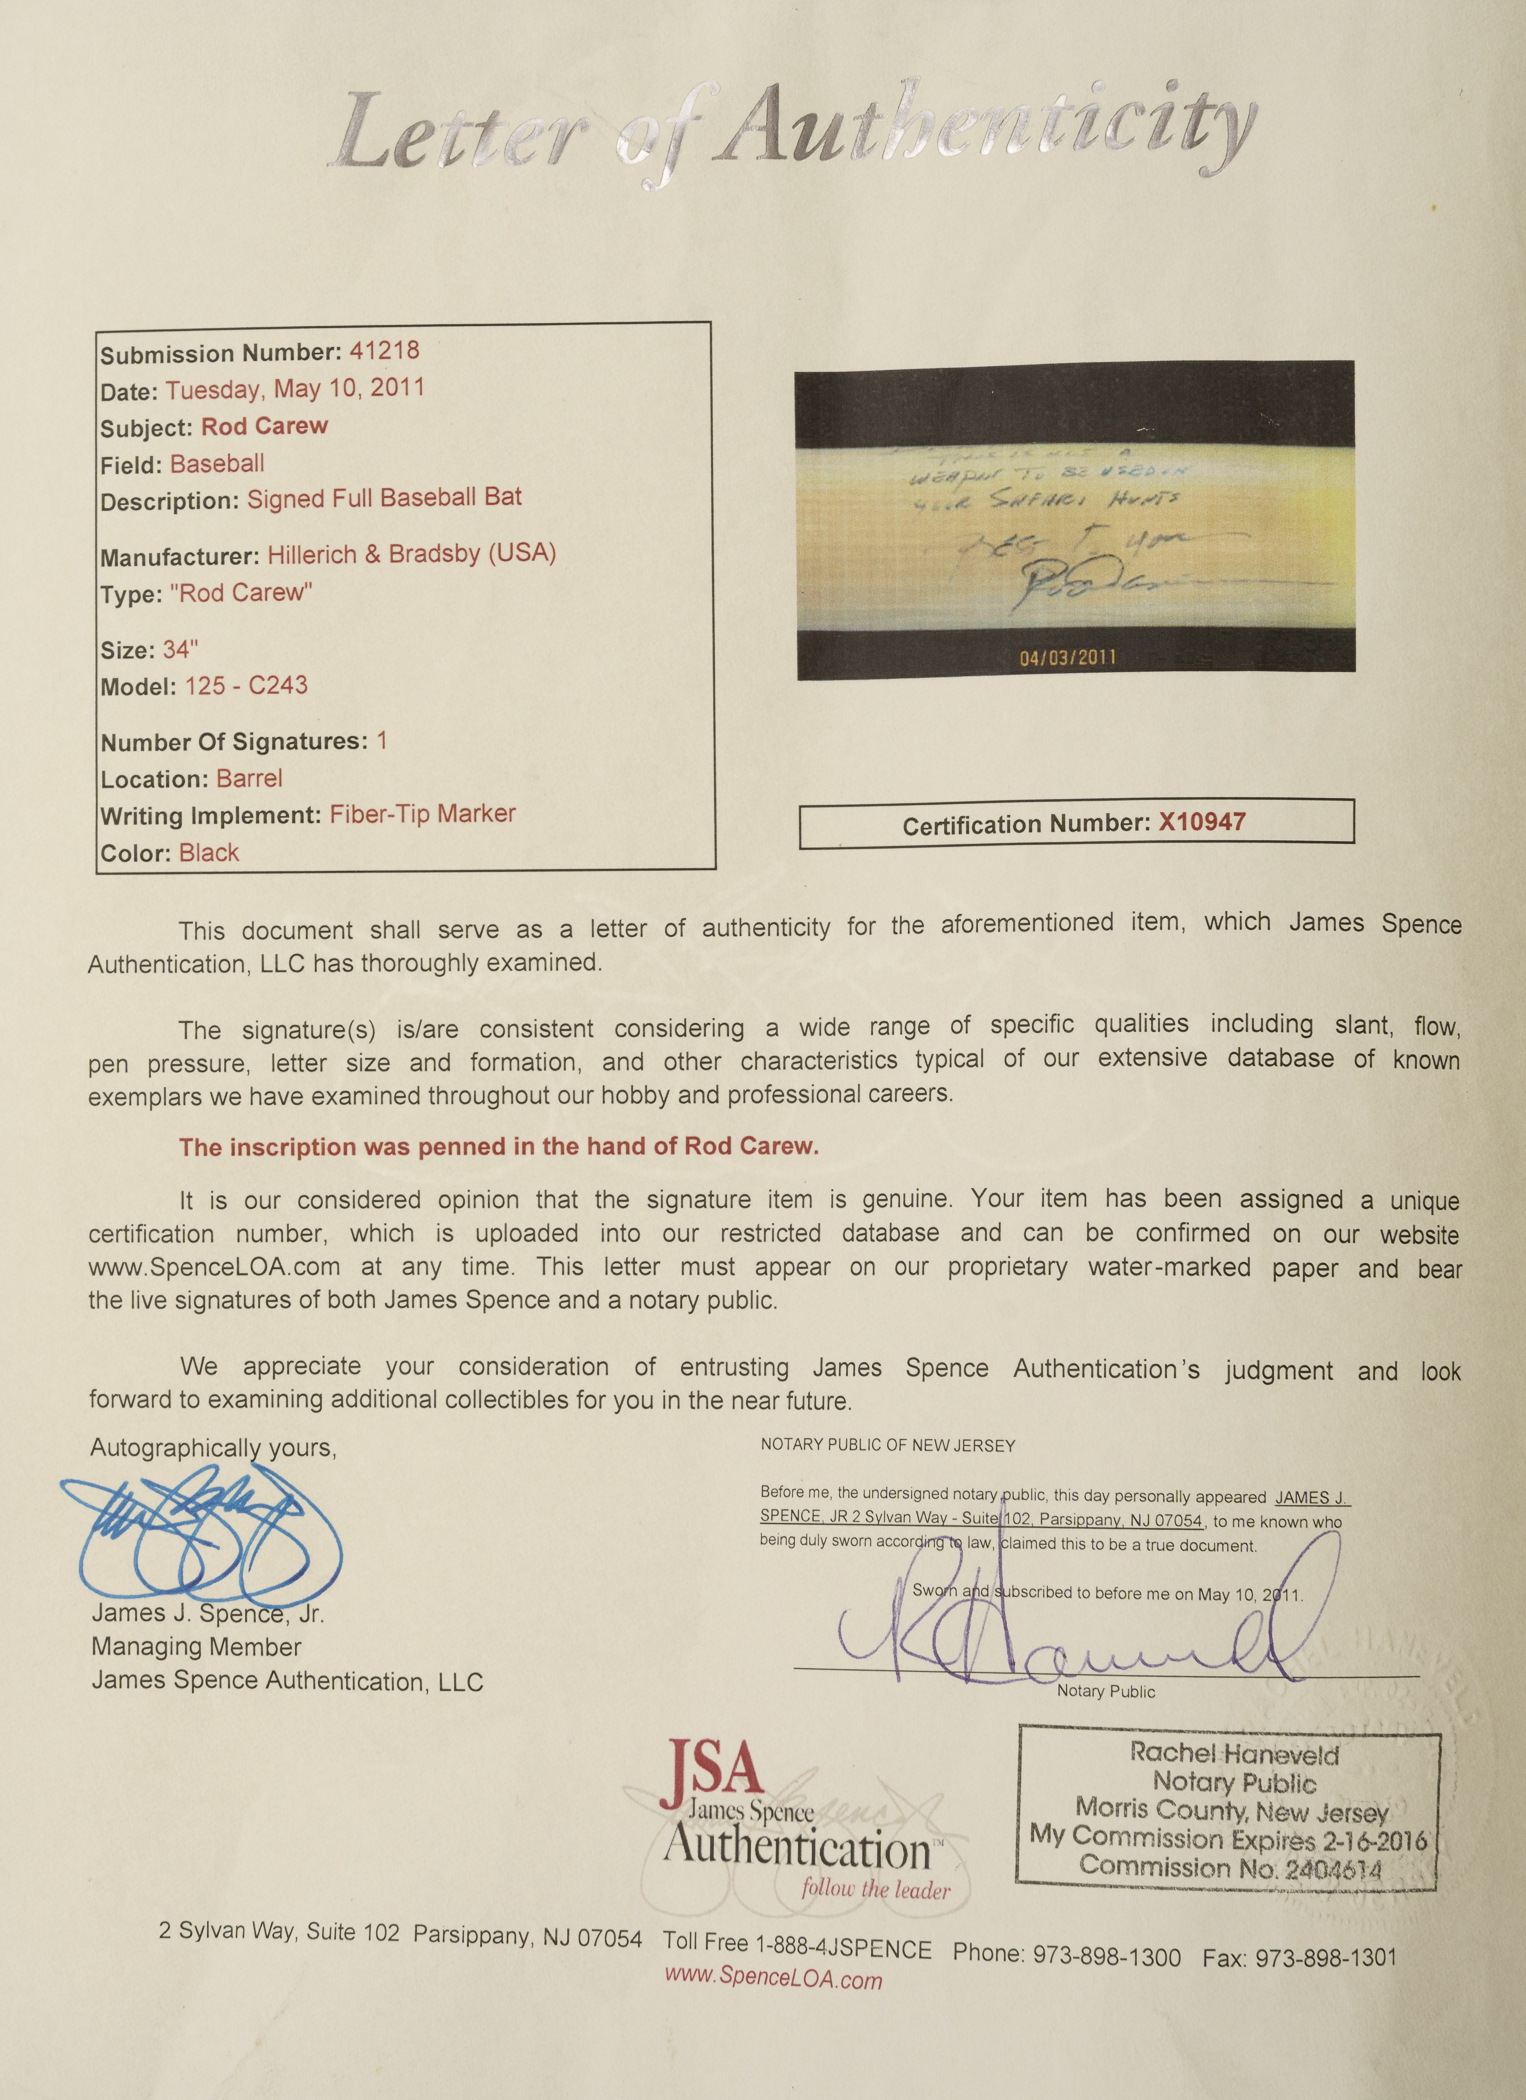 Letter of Authenticity
Submission Number: 41218
Date: Tuesday, May 10, 2011
Subject: Rod Carew
Field: Baseball
Description: Signed Full Baseball Bat
Manufacturer: Hillerich & Bradsby (USA)
Type: "Rod Carew"
Size: 34"
Model: 125 - C243
Number Of Signatures: 1
Location: Barrel
Writing Implement: Fiber-Tip Marker
Color: Black
THIS IS NOT A
WEAPON TO BE USED IN
YOUR SAFARI HUNTS
TO YOU
Rod Carew
04/03/2011
Certification Number: X10947
This document shall serve as a letter of authenticity for the aforementioned item, which James Spence
Authentication, LLC has thoroughly examined.
The signature(s) is/are consistent considering a wide range of specific qualities including slant, flow,
pen pressure, letter size and formation, and other characteristics typical of our extensive database of known
exemplars we have examined throughout our hobby and professional careers.
The inscription was penned in the hand of Rod Carew.
It is our considered opinion that the signature item is genuine. Your item has been assigned a unique
certification number, which is uploaded into our restricted database and can be confirmed on our website
www.SpenceLOA.com at any time. This letter must appear on our proprietary water-marked paper and bear
the live signatures of both James Spence and a notary public.
We appreciate your consideration of entrusting James Spence Authentication's judgment and look
forward to examining additional collectibles for you in the near future.
Autographically yours,
James J. Spence, Jr.
Managing Member
James Spence Authentication, LLC
NOTARY PUBLIC OF NEW JERSEY
Before me, the undersigned notary public, this day personally appeared JAMES J.
SPENCE, JR 2 Sylvan Way - Suite 102, Parsippany, NJ 07054, to me known who
being duly sworn according to law, claimed this to be a true document.
Sworn and subscribed to before me on May 10, 2011.
Notary Public
JSA
James Spence
Authentication™
follow the leader
Rachel Haneveld
Notary Public
Morris County, New Jersey
My Commission Expires 2-16-2016
Commission No. 2404614
2 Sylvan Way, Suite 102 Parsippany, NJ 07054 Toll Free 1-888-4JSPENCE Phone: 973-898-1300 Fax: 973-898-1301
www.SpenceLOA.com